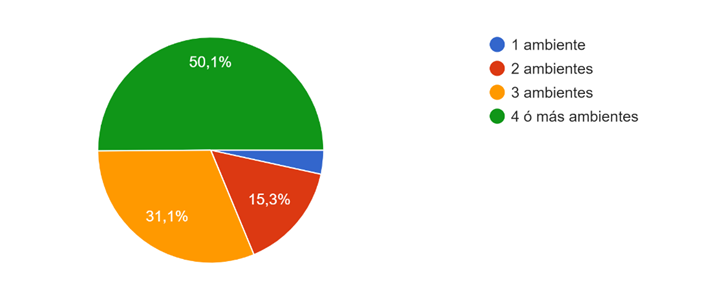 50,1%
15,3%
31,1%
1 ambiente
2 ambientes
3 ambientes
4 ó más ambientes